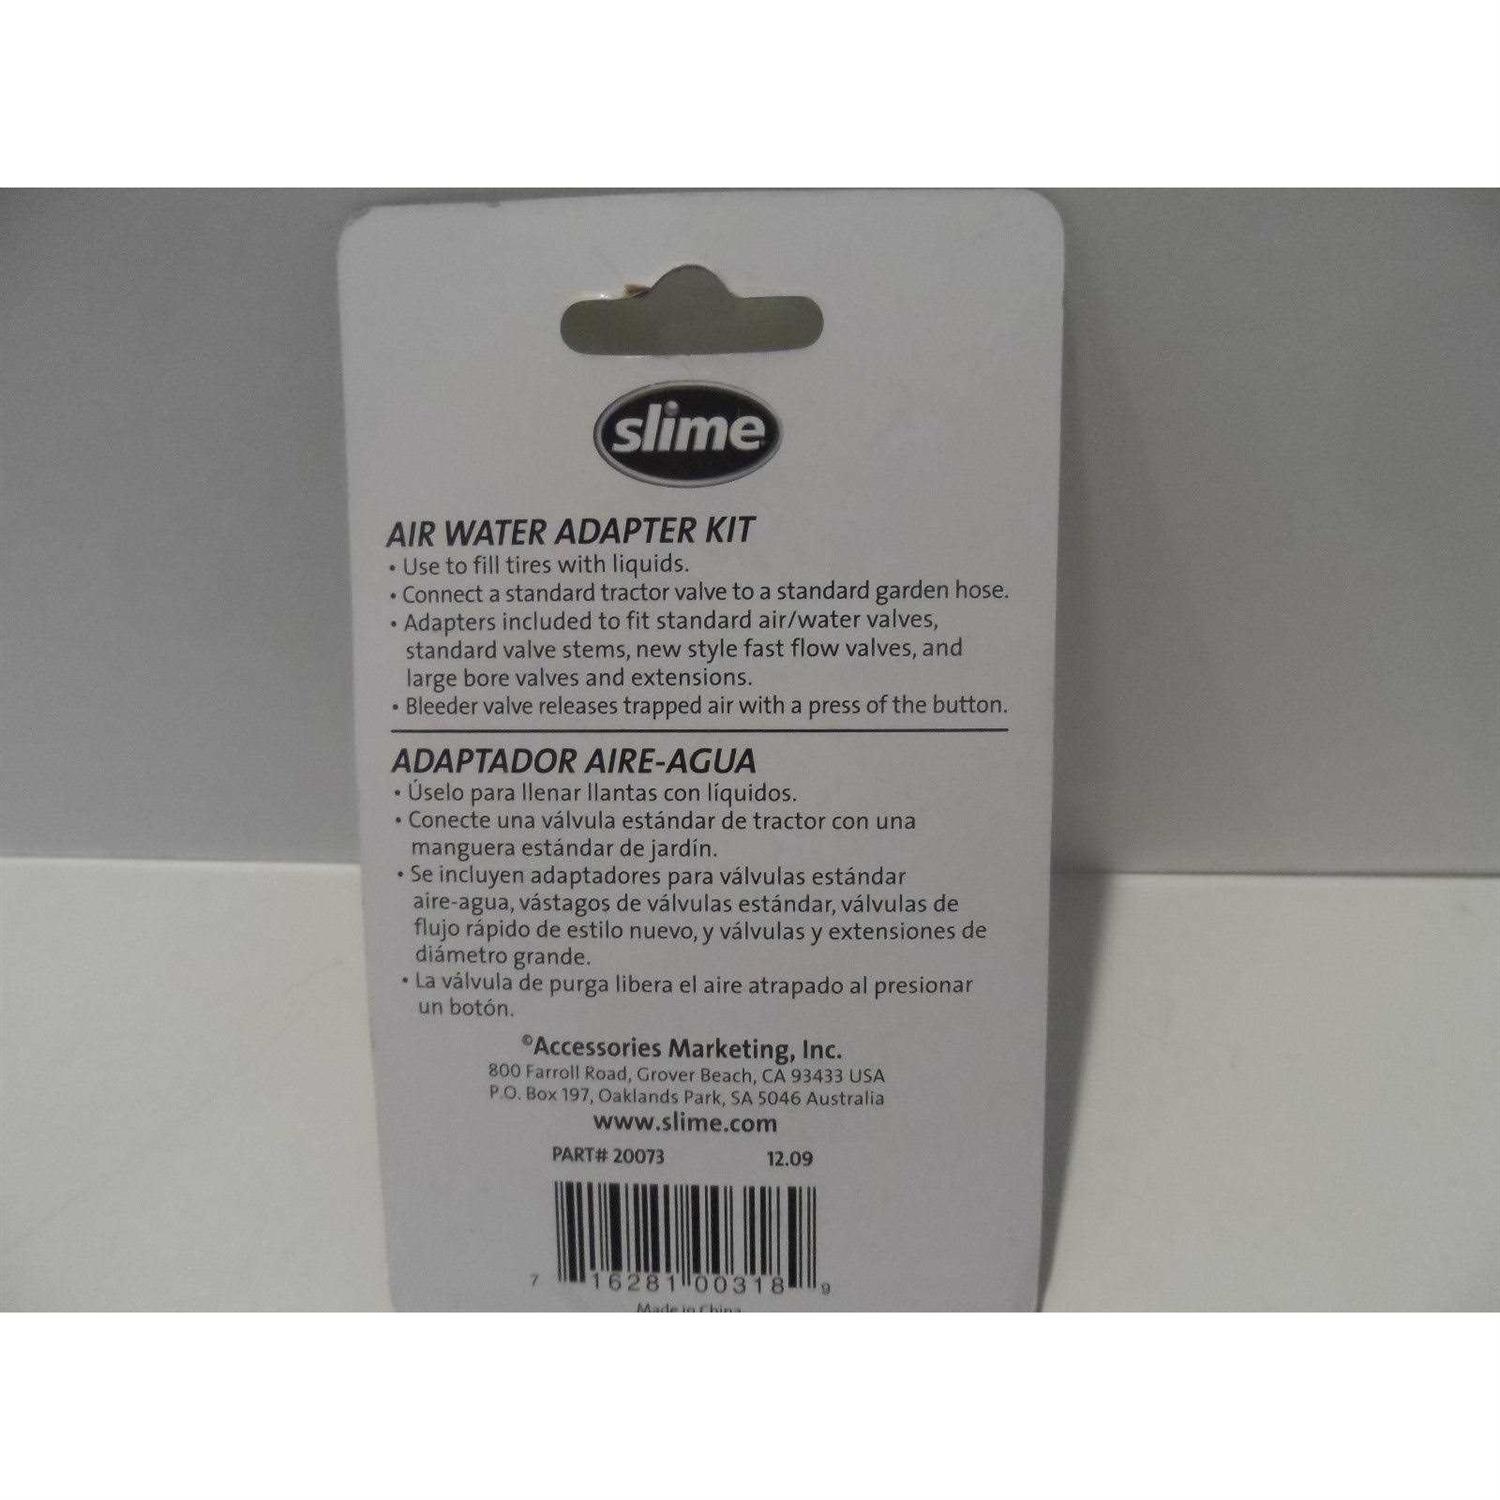 slime
AIR WATER ADAPTER KIT
• Use to fill tires with liquids.
• Connect a standard tractor valve to a standard garden hose.
• Adapters included to fit standard air/water valves,
standard valve stems, new style fast flow valves, and
large bore valves and extensions.
• Bleeder valve releases trapped air with a press of the button.
ADAPTADOR AIRE-AGUA
• Úselo para llenar llantas con líquidos.
• Conecte una válvula estándar de tractor con una
manguera estándar de jardín.
• Se incluyen adaptadores para válvulas estándar
aire-agua, vástagos de válvulas estándar, válvulas de
flujo rápido de estilo nuevo, y válvulas y extensiones de
diámetro grande.
• La válvula de purga libera el aire atrapado al presionar
un botón.
©Accessories Marketing, Inc.
800 Farroll Road, Grover Beach, CA 93433 USA
P.O. Box 197, Oaklands Park, SA 5046 Australia
www.slime.com
PART# 20073 12.09
7 16281 00318 9
Made in China